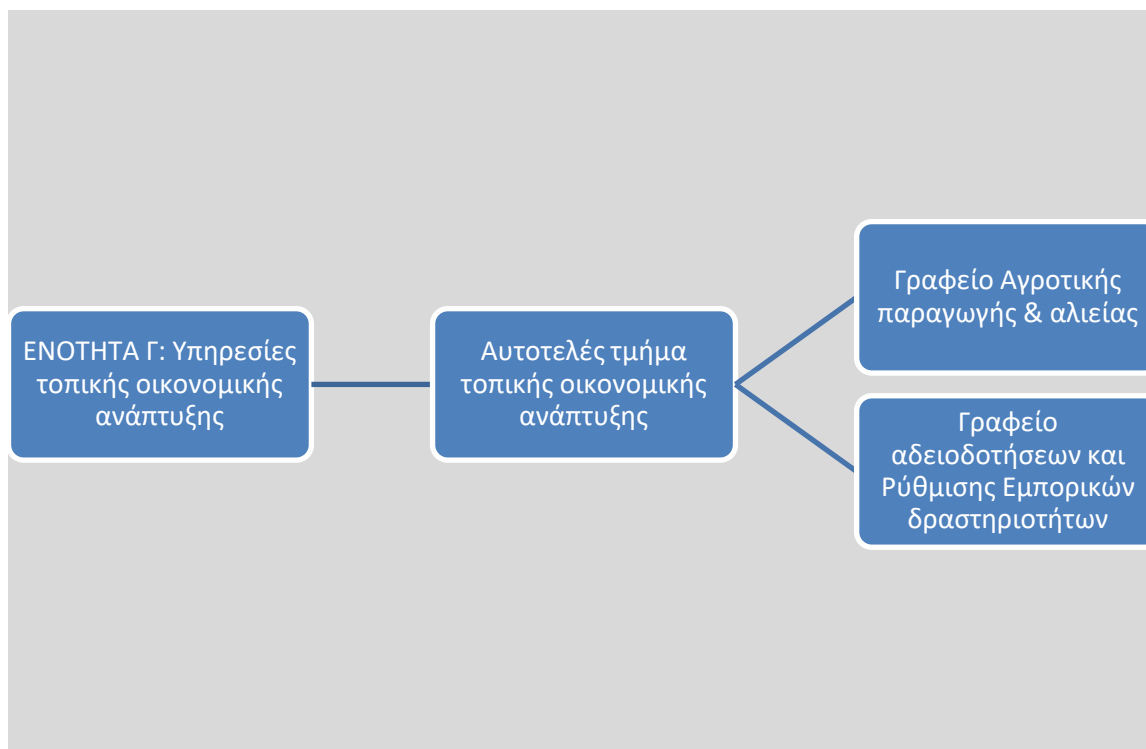 ΕΝΟΤΗΤΑ Γ: Υπηρεσίες
τοπικής οικονομικής
ανάπτυξης
Αυτοτελές τμήμα
τοπικής οικονομικής
ανάπτυξης
Γραφείο Αγροτικής
παραγωγής & αλιείας
Γραφείο
αδειοδοτήσεων και
Ρύθμισης Εμπορικών
δραστηριοτήτων